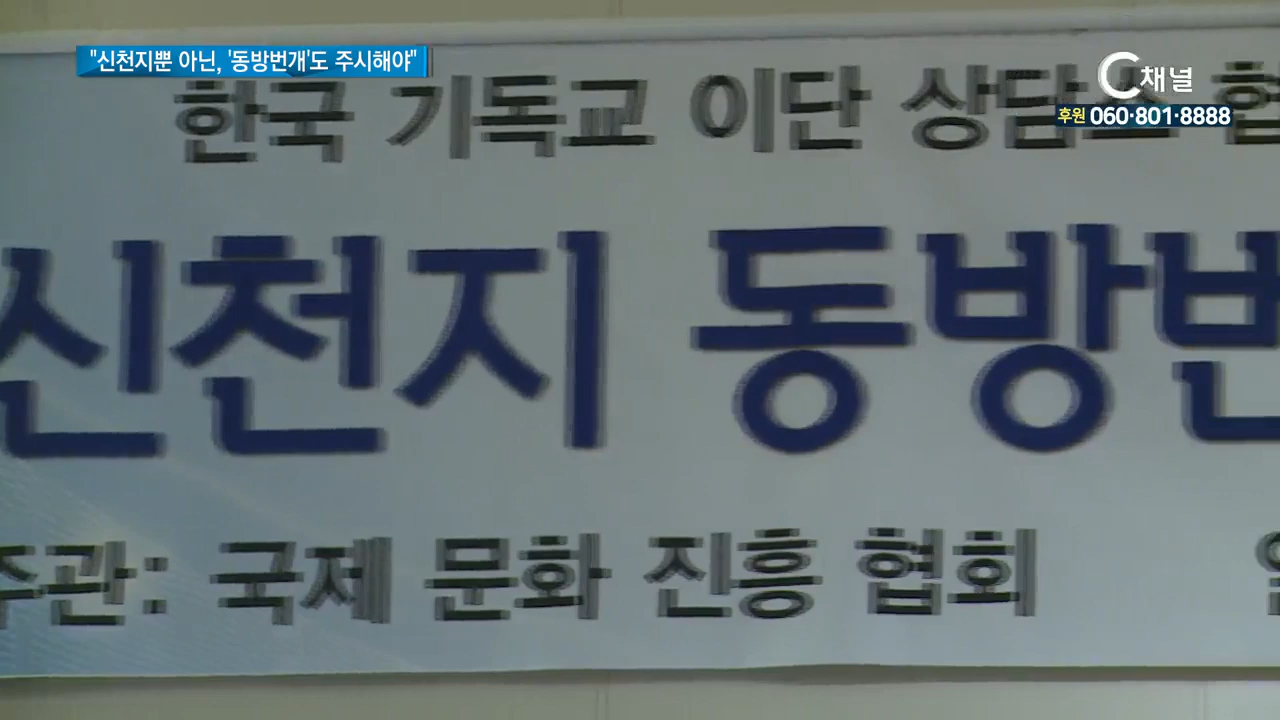 "신천지뿐 아닌, '동방번개'도 주시해야"
C채널
후원 060·801·8888
한국 기독교 이단 상담소 협
신천지 동방번
주관: 국제 문화 진흥 협회